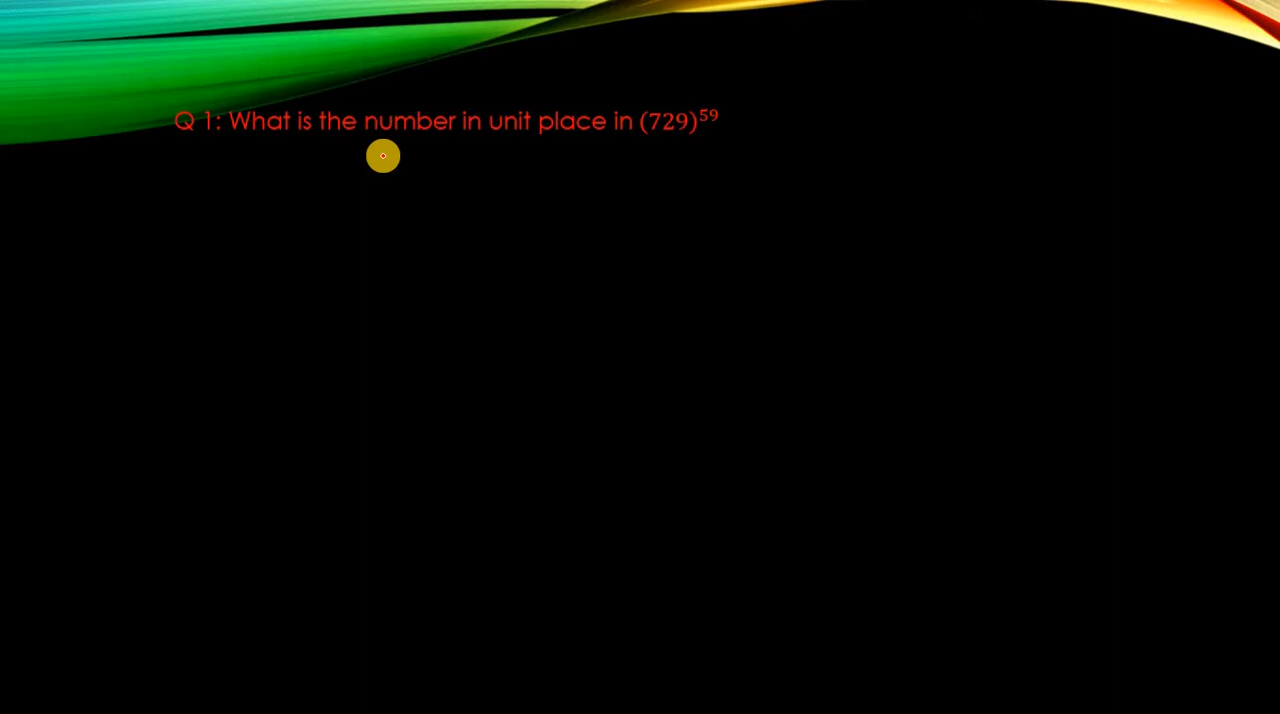 Q 1: What is the number in unit place in (729)⁵⁹